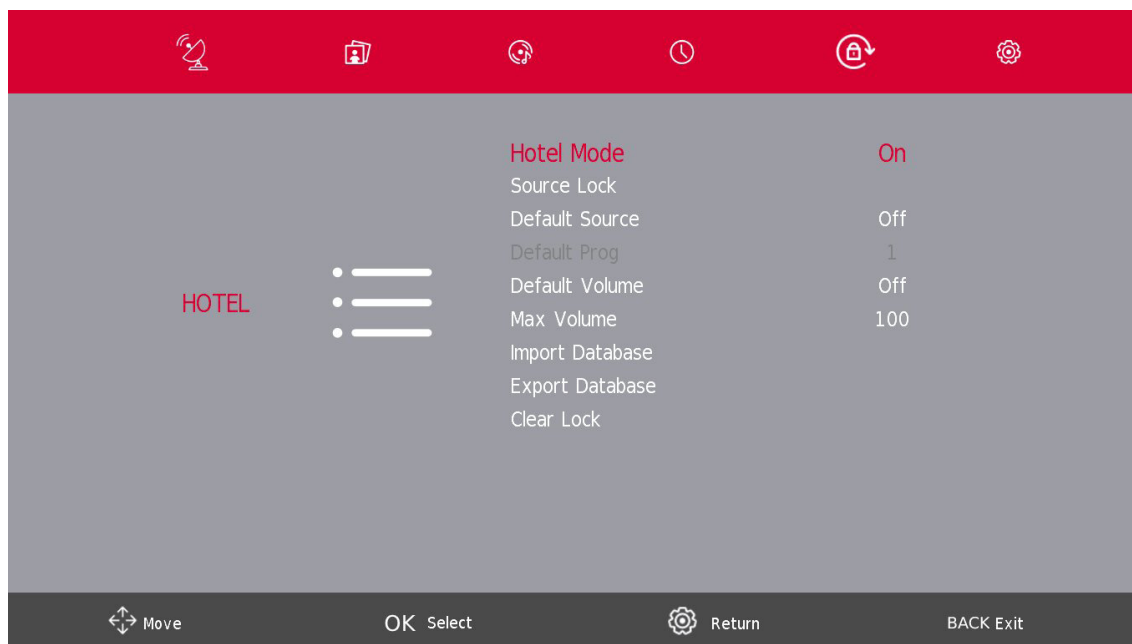 Hotel Mode On
Source Lock
Default Source Off
Default Prog 1
Default Volume Off
HOTEL
Max Volume 100
Import Database
Export Database
Clear Lock
Move OK Select Return BACK Exit